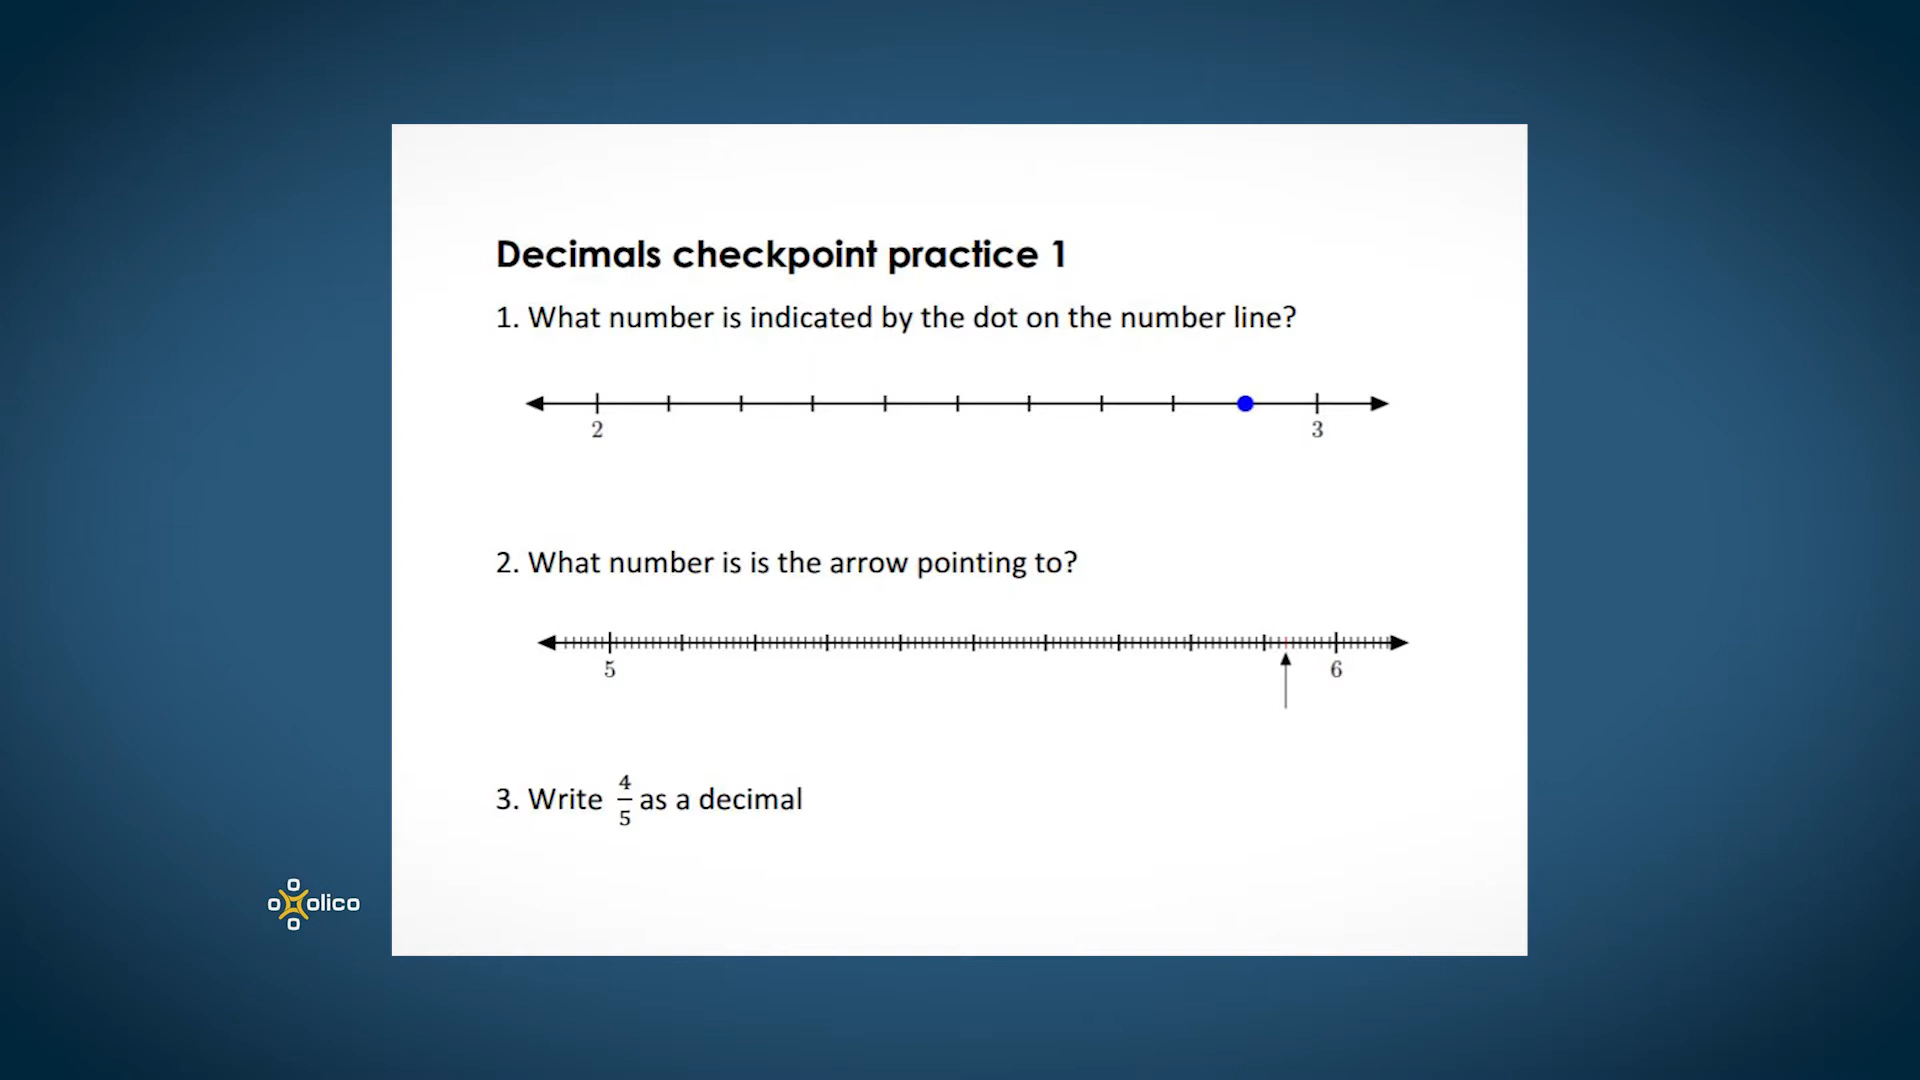 Decimals checkpoint practice 1
1. What number is indicated by the dot on the number line?
2 3
2. What number is is the arrow pointing to?
5 6
3. Write 4/5 as a decimal
olico